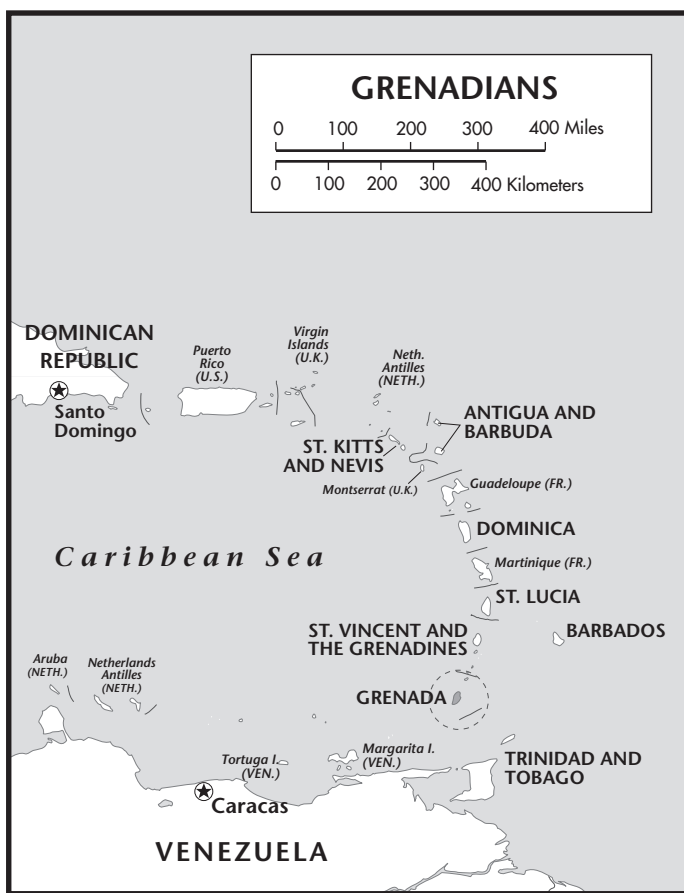 GRENADIANS
0 100 200 300 400 Miles
0 100 200 300 400 Kilometers
DOMINICAN
REPUBLIC
Santo
Domingo
Puerto
Rico
(U.S.)
Virgin
Islands
(U.K.)
Neth.
Antilles
(NETH.)
ANTIGUA AND
BARBUDA
ST. KITTS
AND NEVIS
Montserrat (U.K.)
Guadeloupe (FR.)
DOMINICA
Caribbean Sea
Martinique (FR.)
ST. LUCIA
ST. VINCENT AND
THE GRENADINES
BARBADOS
Aruba
(NETH.)
Netherlands
Antilles
(NETH.)
GRENADA
Tortuga I.
(VEN.)
Margarita I.
(VEN.)
TRINIDAD AND
TOBAGO
Caracas
VENEZUELA